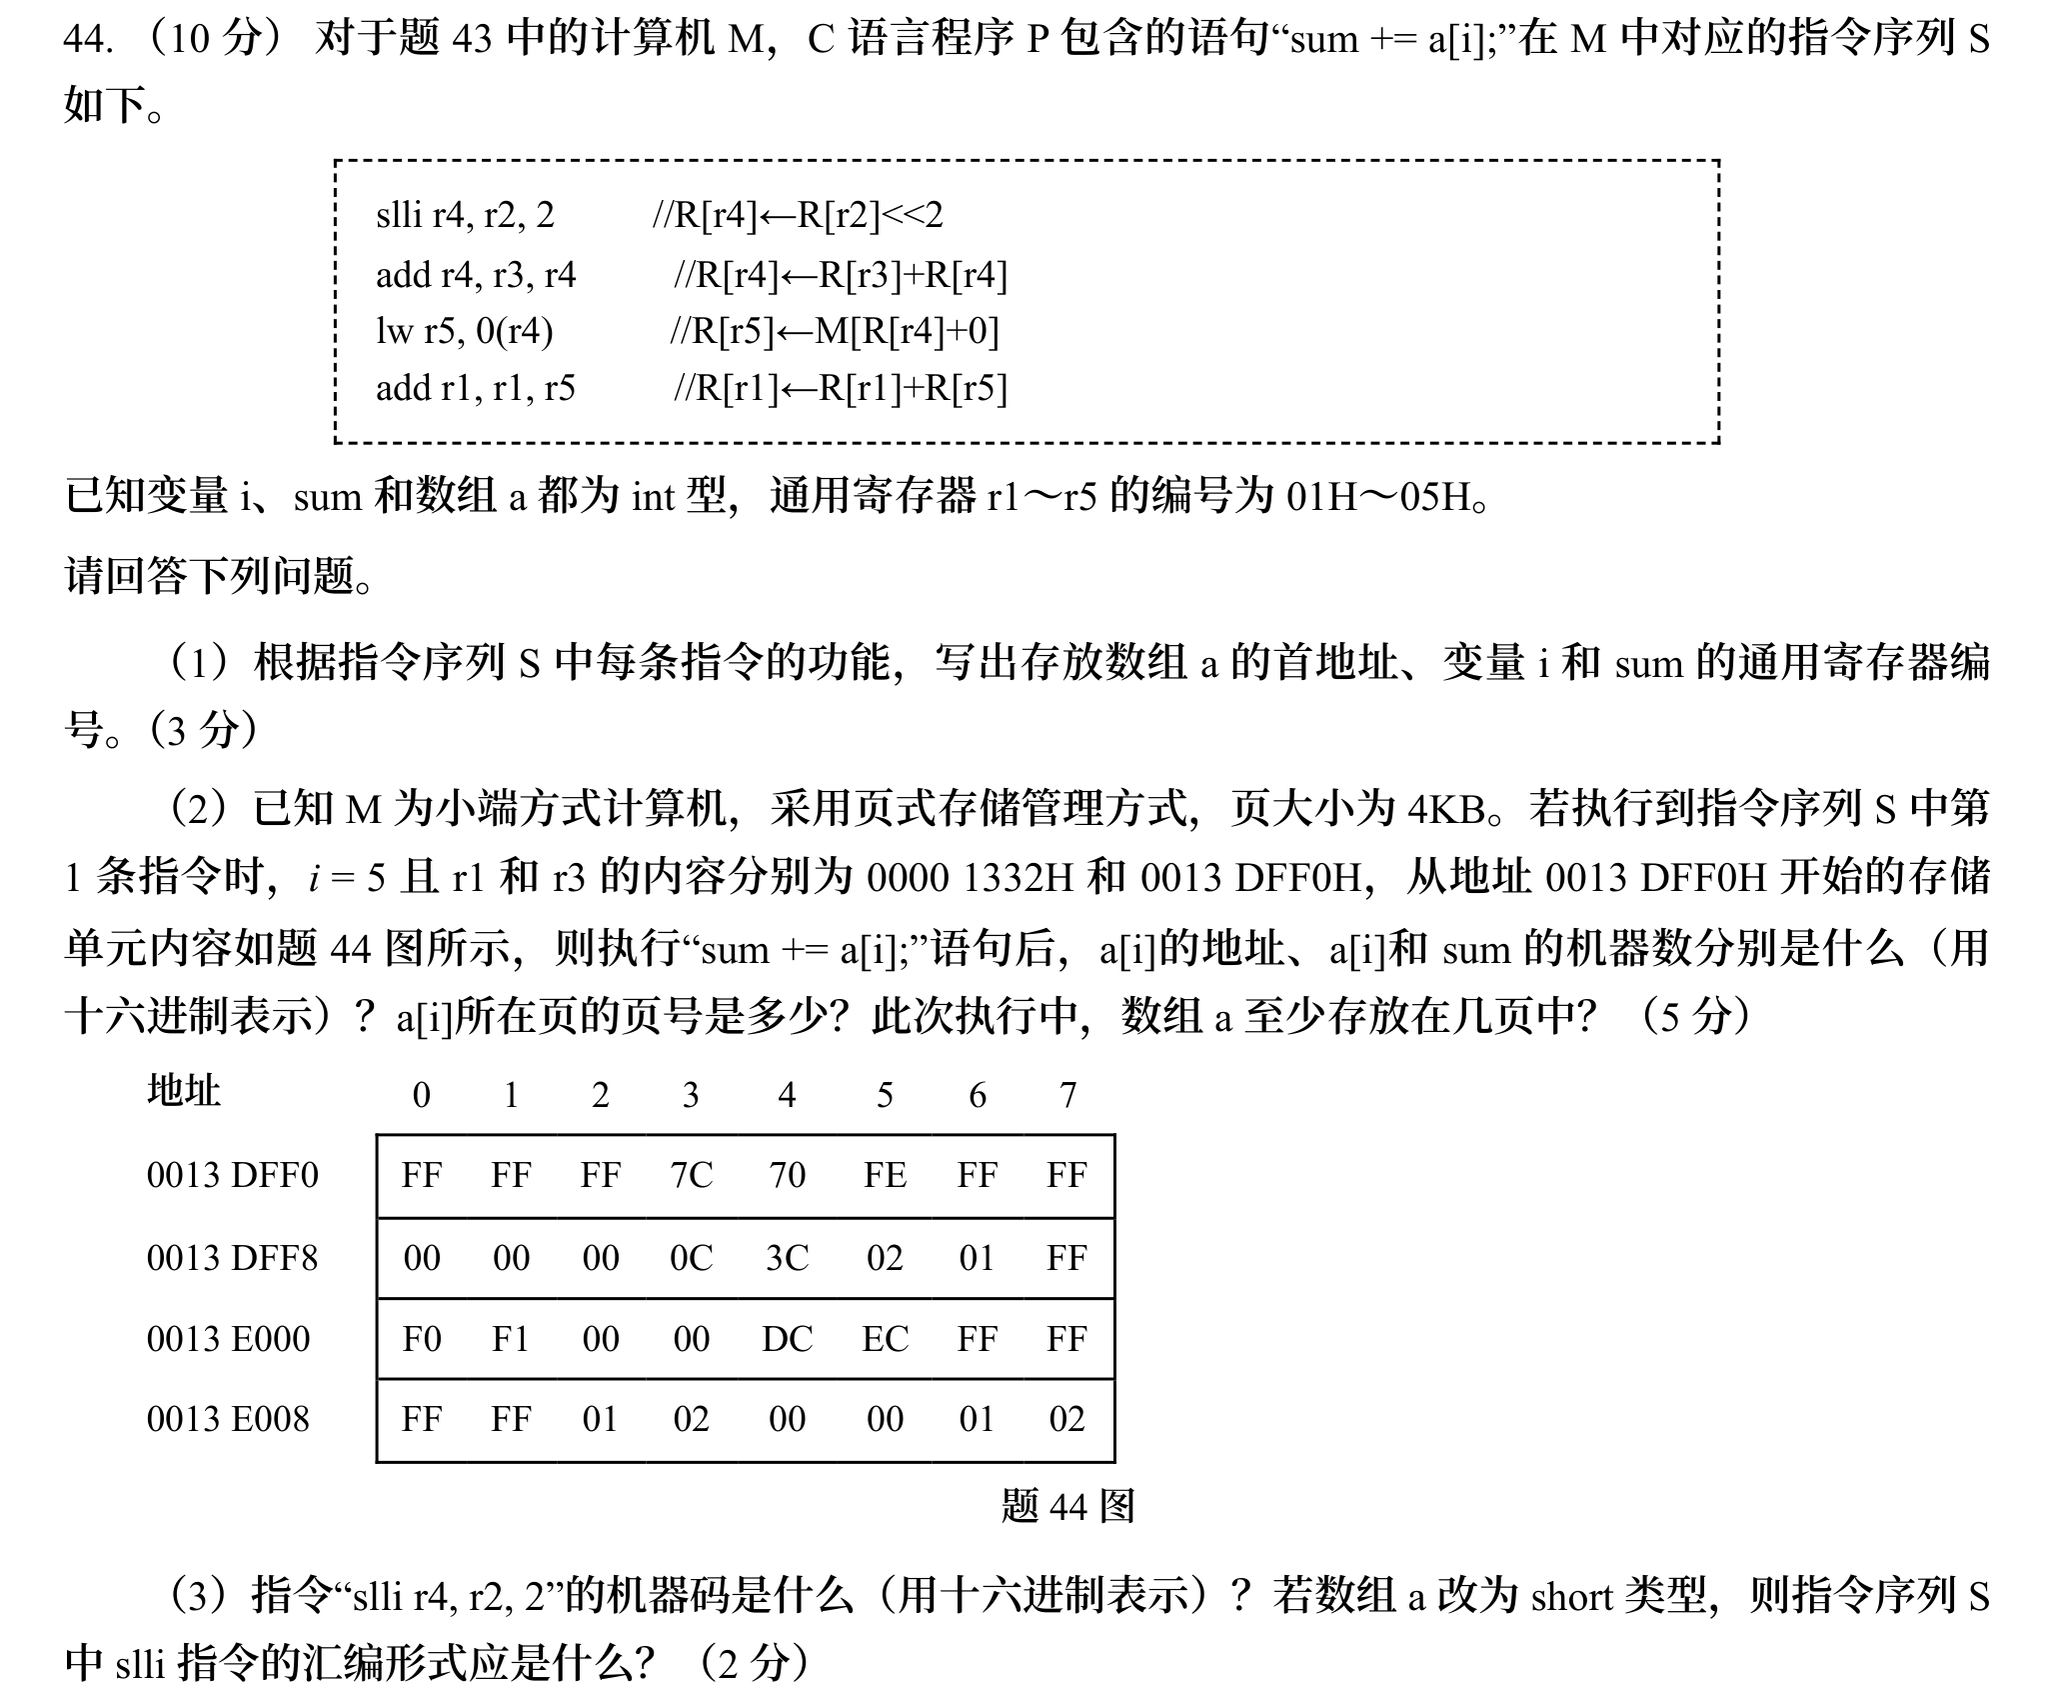 44. （10 分） 对于题 43 中的计算机 M，C 语言程序 P 包含的语句“sum += a[i];”在 M 中对应的指令序列 S
如下。
slli r4, r2, 2 //R[r4]←R[r2]<<2
add r4, r3, r4 //R[r4]←R[r3]+R[r4]
lw r5, 0(r4) //R[r5]←M[R[r4]+0]
add r1, r1, r5 //R[r1]←R[r1]+R[r5]
已知变量 i、sum 和数组 a 都为 int 型，通用寄存器 r1～r5 的编号为 01H～05H。
请回答下列问题。
（1）根据指令序列 S 中每条指令的功能，写出存放数组 a 的首地址、变量 i 和 sum 的通用寄存器编
号。（3 分）
（2）已知 M 为小端方式计算机，采用页式存储管理方式，页大小为 4KB。若执行到指令序列 S 中第
1 条指令时，i = 5 且 r1 和 r3 的内容分别为 0000 1332H 和 0013 DFF0H，从地址 0013 DFF0H 开始的存储
单元内容如题 44 图所示，则执行“sum += a[i];”语句后，a[i]的地址、a[i]和 sum 的机器数分别是什么（用
十六进制表示）？a[i]所在页的页号是多少？此次执行中，数组 a 至少存放在几页中？（5 分）
地址 0 1 2 3 4 5 6 7
0013 DFF0 FF FF FF 7C 70 FE FF FF
0013 DFF8 00 00 00 0C 3C 02 01 FF
0013 E000 F0 F1 00 00 DC EC FF FF
0013 E008 FF FF 01 02 00 00 01 02
题 44 图
（3）指令“slli r4, r2, 2”的机器码是什么（用十六进制表示）？若数组 a 改为 short 类型，则指令序列 S
中 slli 指令的汇编形式应是什么？（2 分）